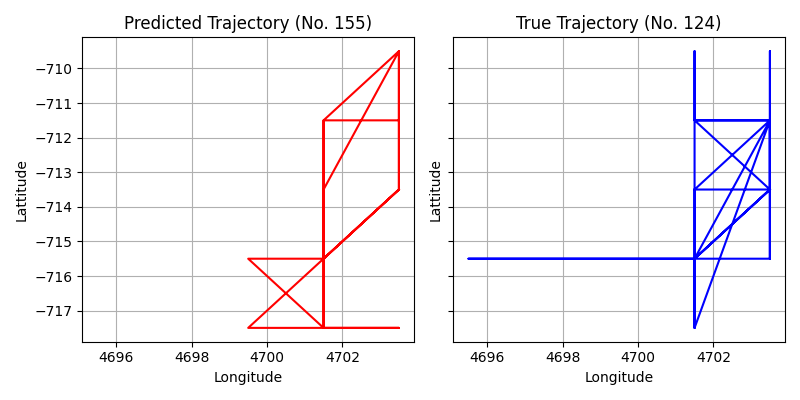 Predicted Trajectory (No. 155)
True Trajectory (No. 124)
Lattitude
−710
−711
−712
−713
−714
−715
−716
−717
4696
4698
4700
4702
Longitude
Lattitude
4696
4698
4700
4702
Longitude